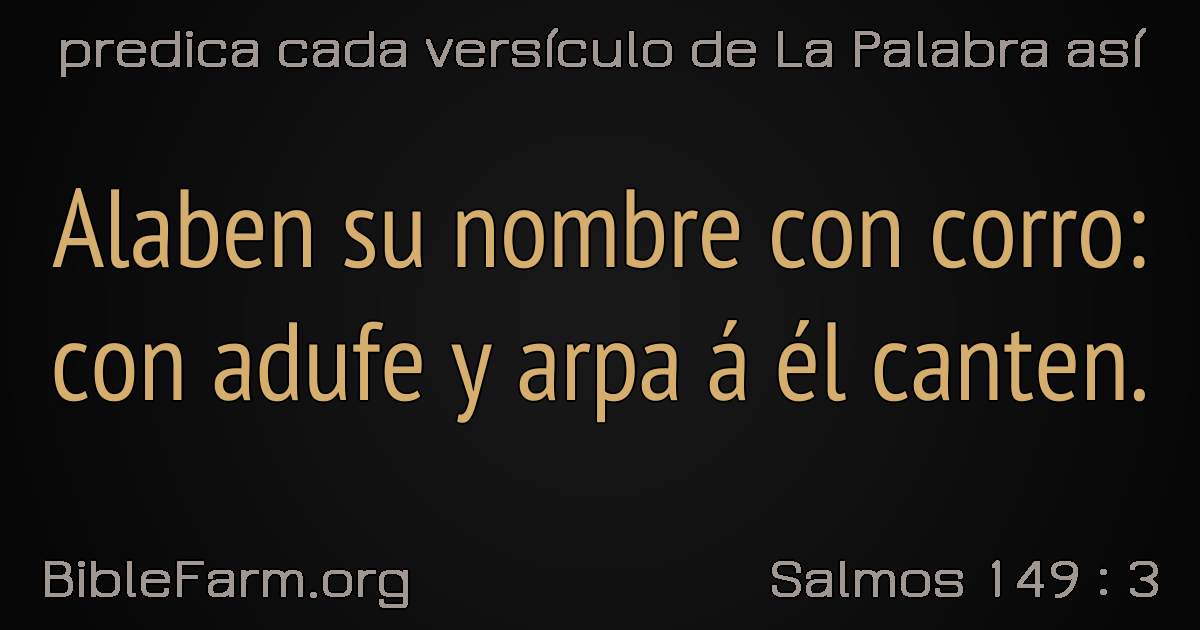 predica cada versículo de La Palabra así
Alaben su nombre con corro:
con adufe y arpa á él canten.
BibleFarm.org
Salmos 149 : 3